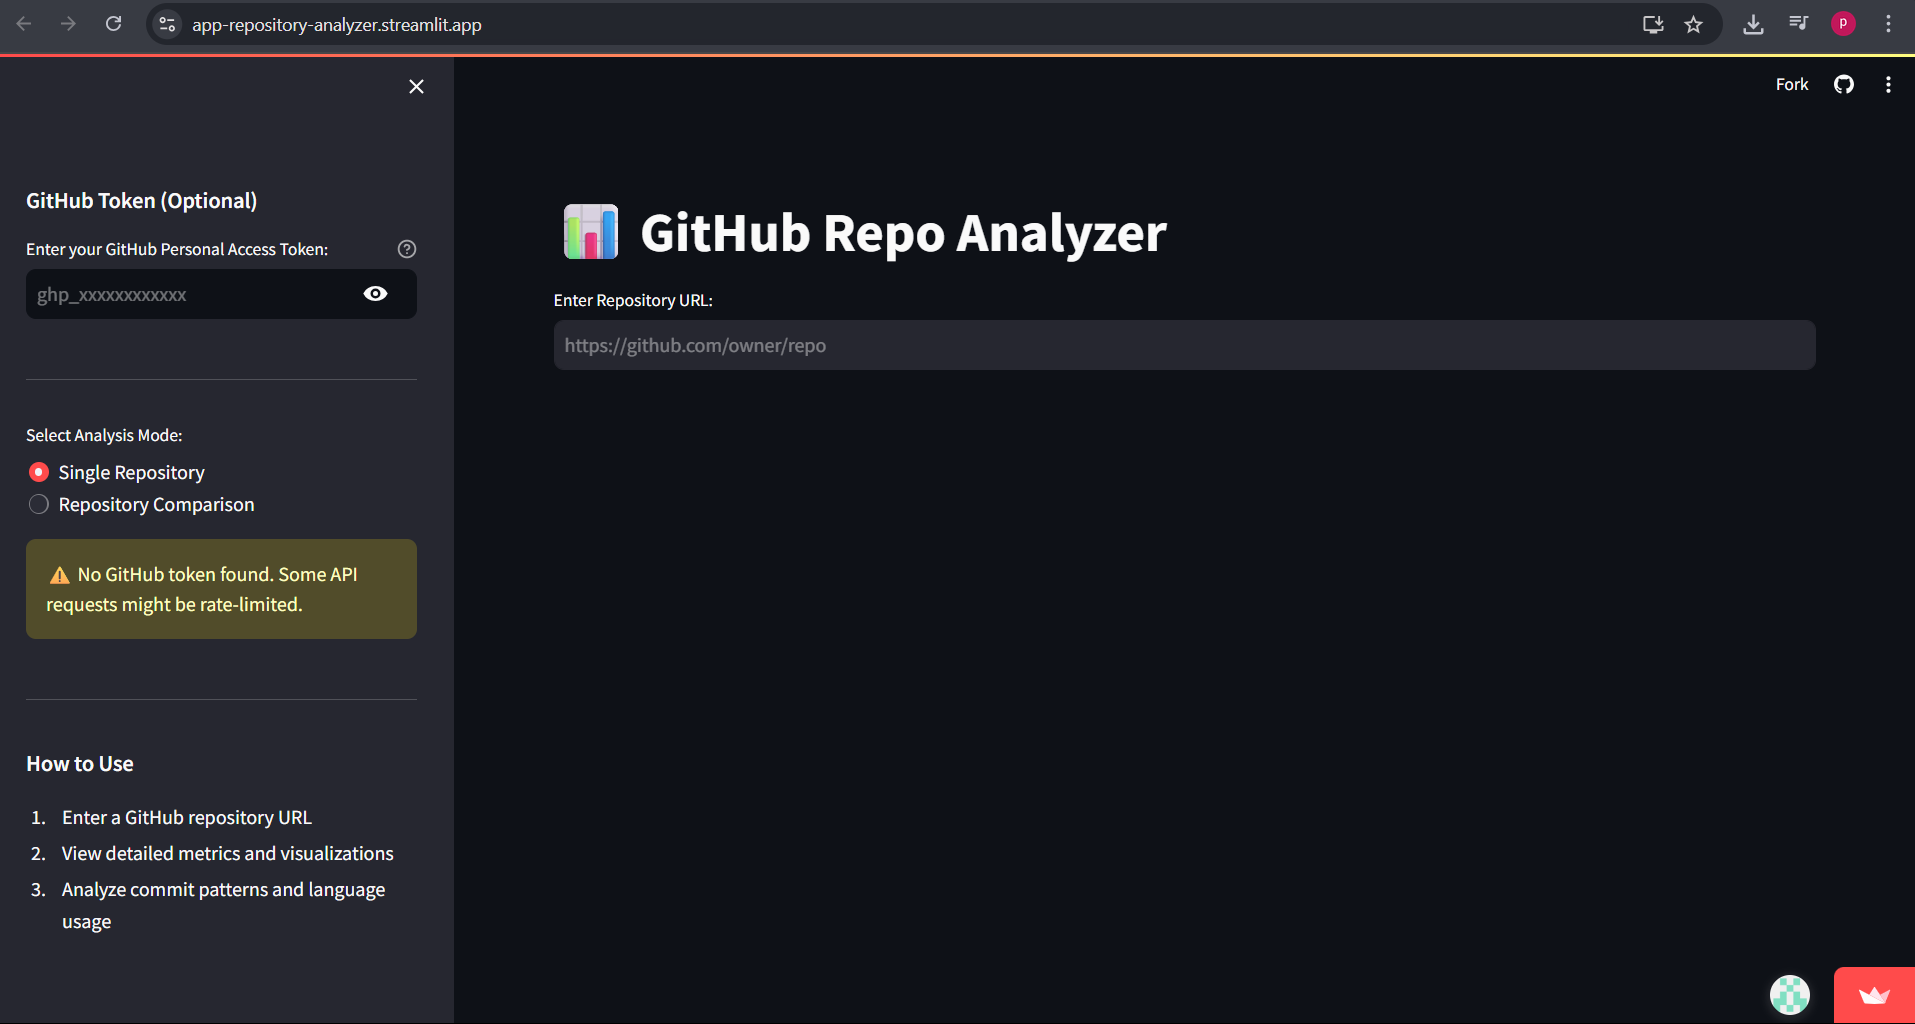 app-repository-analyzer.streamlit.app
P
Fork
GitHub Token (Optional)
Enter your GitHub Personal Access Token:
ghp_xxxxxxxxxxxx
Select Analysis Mode:
Single Repository
Repository Comparison
No GitHub token found. Some API
requests might be rate-limited.
How to Use
1. Enter a GitHub repository URL
2. View detailed metrics and visualizations
3. Analyze commit patterns and language
usage
GitHub Repo Analyzer
Enter Repository URL:
https://github.com/owner/repo